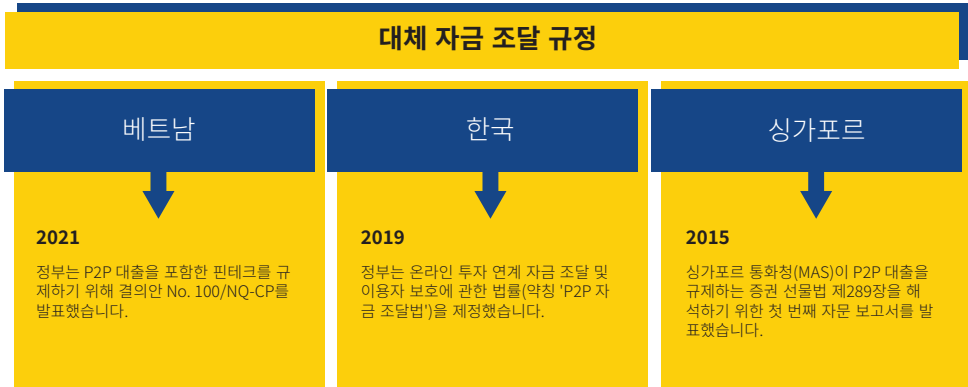 대체 자금 조달 규정
베트남
2021
정부는 P2P 대출을 포함한 핀테크를 규
제하기 위해 결의안 No. 100/NQ-CP를
발표했습니다.
한국
2019
정부는 온라인 투자 연계 자금 조달 및
이용자 보호에 관한 법률(약칭 'P2P 자
금 조달법')을 제정했습니다.
싱가포르
2015
싱가포르 통화청(MAS)이 P2P 대출을
규제하는 증권 선물법 제289장을 해
석하기 위한 첫 번째 자문 보고서를 발
표했습니다.